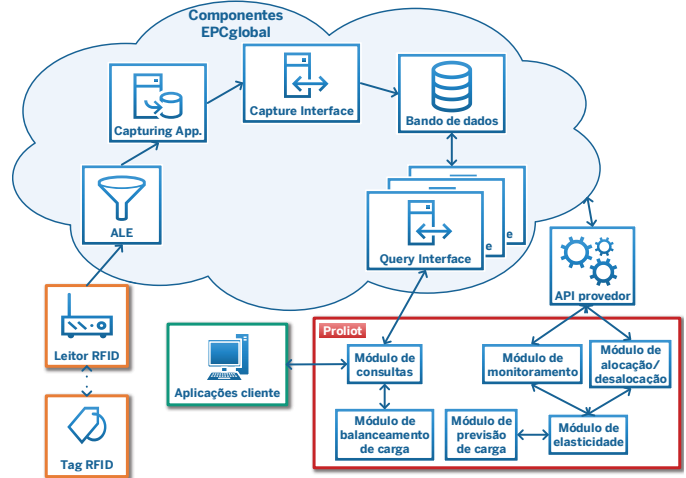 Componentes
EPCglobal
Capturing App.
Capture Interface
Bando de dados
ALE
e
e
Query Interface
API provedor
Leitor RFID
Tag RFID
Aplicações cliente
Proliot
Módulo de
consultas
Módulo de
monitoramento
Módulo de
alocação/
desalocação
Módulo de
balanceamento
de carga
Módulo de
previsão
de carga
Módulo de
elasticidade